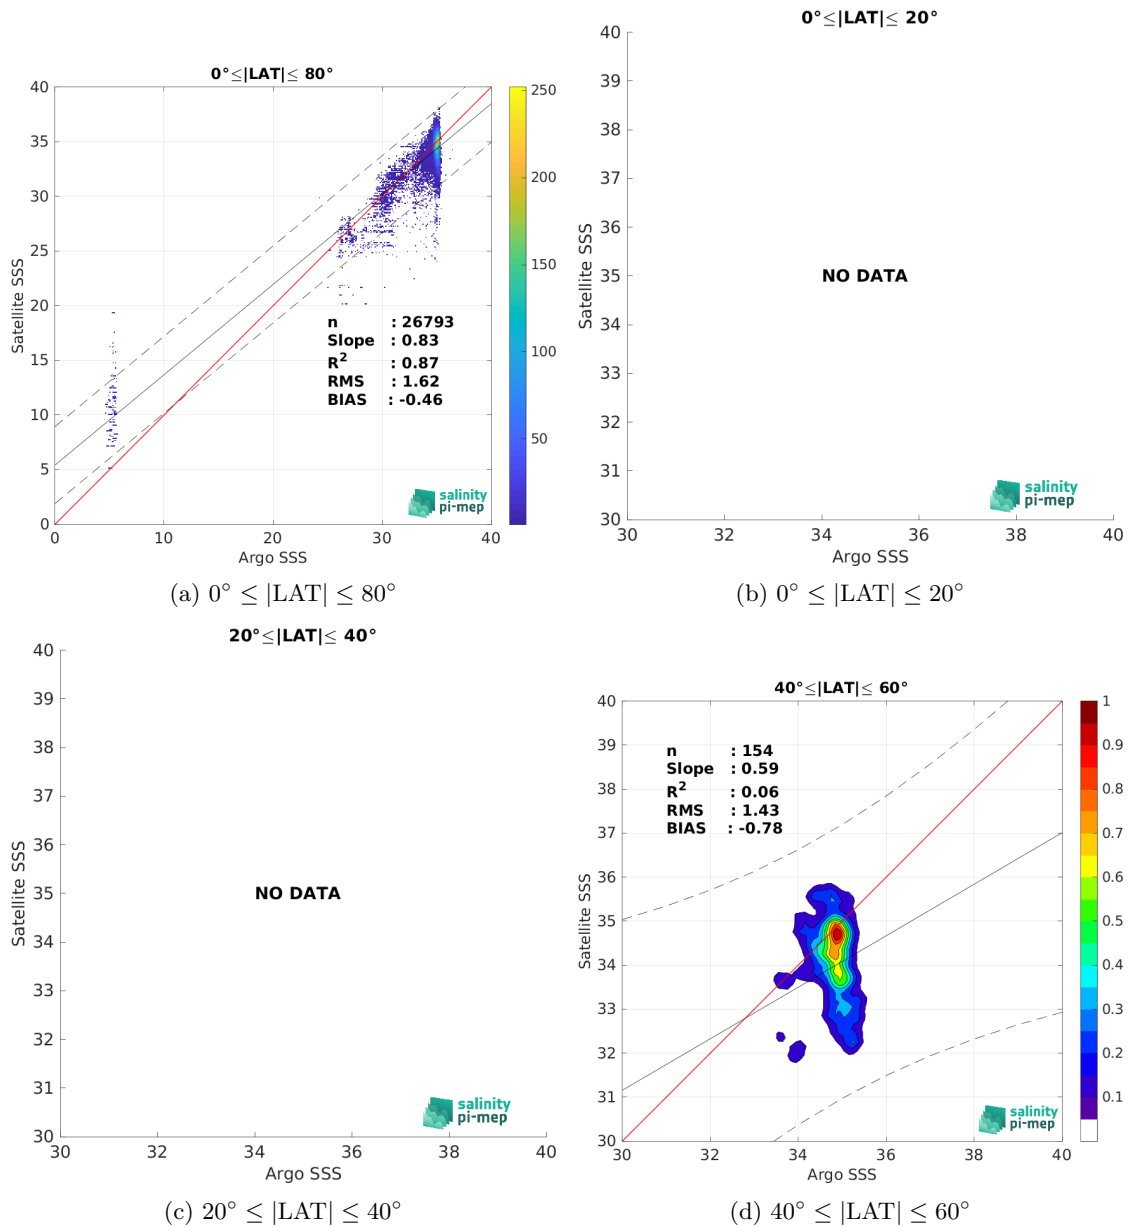 0°≤|LAT|≤ 80°
40
35
30
25
20
15
10
5
0
0
10
20
30
40
Satellite SSS
Argo SSS
n : 26793
Slope : 0.83
R2 : 0.87
RMS : 1.62
BIAS : -0.46
salinity
pi-mep
250
200
150
100
50
(a) 0° ≤ |LAT| ≤ 80°
0°≤|LAT|≤ 20°
40
39
38
37
36
35
34
33
32
31
30
30
32
34
36
38
40
Satellite SSS
Argo SSS
NO DATA
salinity
pi-mep
(b) 0° ≤ |LAT| ≤ 20°
20°≤|LAT|≤ 40°
40
39
38
37
36
35
34
33
32
31
30
30
32
34
36
38
40
Satellite SSS
Argo SSS
NO DATA
salinity
pi-mep
(c) 20° ≤ |LAT| ≤ 40°
40°≤|LAT|≤ 60°
40
39
38
37
36
35
34
33
32
31
30
30
32
34
36
38
40
Satellite SSS
Argo SSS
n : 154
Slope : 0.59
R2 : 0.06
RMS : 1.43
BIAS : -0.78
salinity
pi-mep
1
0.9
0.8
0.7
0.6
0.5
0.4
0.3
0.2
0.1
(d) 40° ≤ |LAT| ≤ 60°